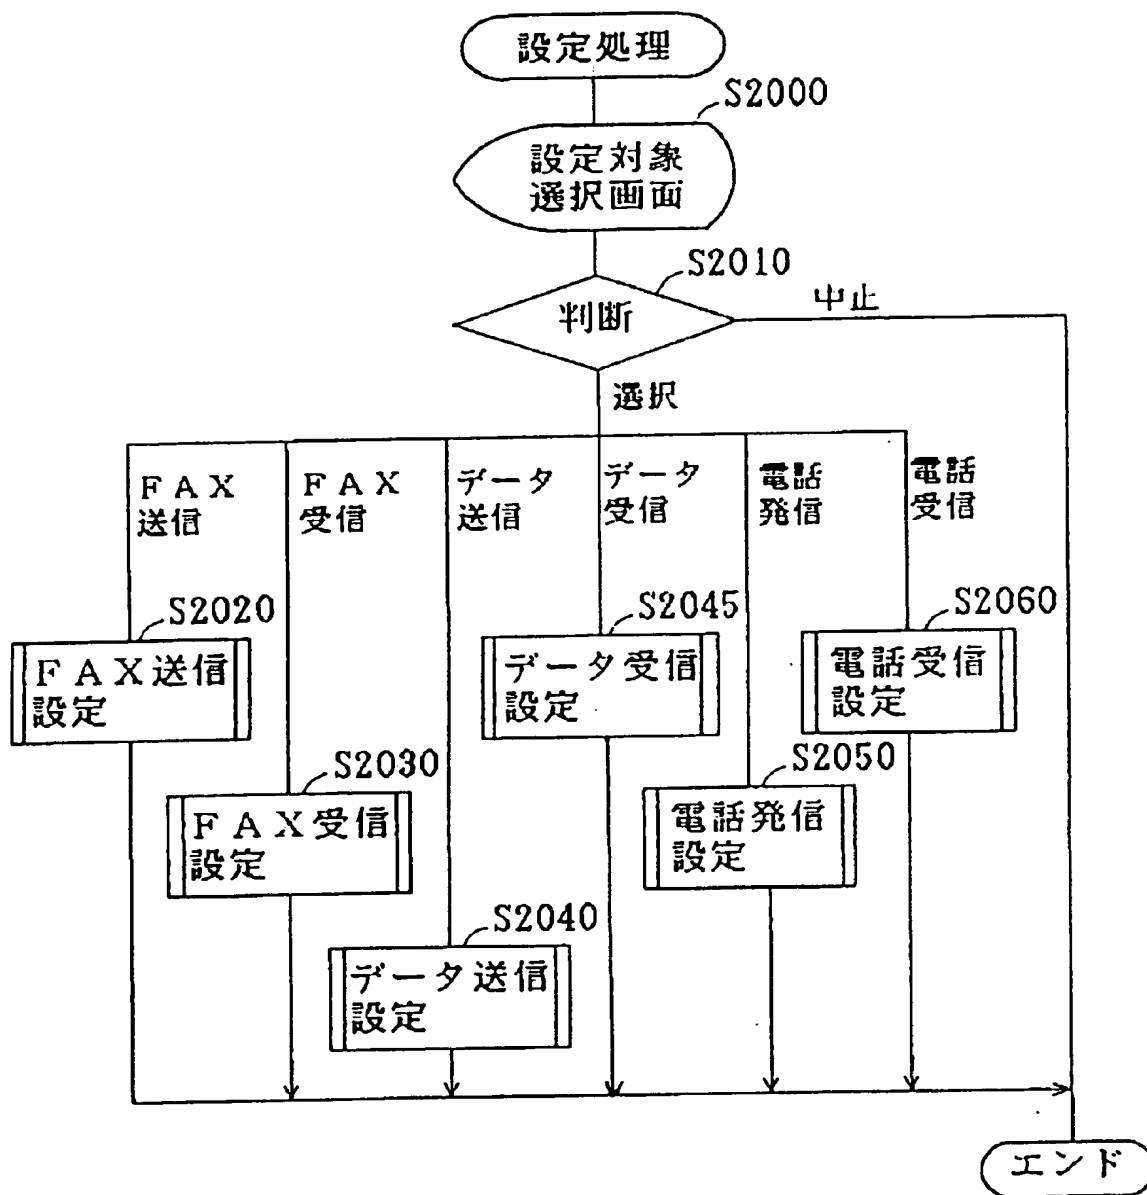 設定処理
S2000
設定対象
選択画面
S2010
判断
中止
選択
ＦＡＸ
送信
ＦＡＸ
受信
データ
送信
データ
受信
電話
発信
電話
受信
S2020
ＦＡＸ送信
設定
S2045
データ受信
設定
S2060
電話受信
設定
S2030
ＦＡＸ受信
設定
S2050
電話発信
設定
S2040
データ送信
設定
エンド